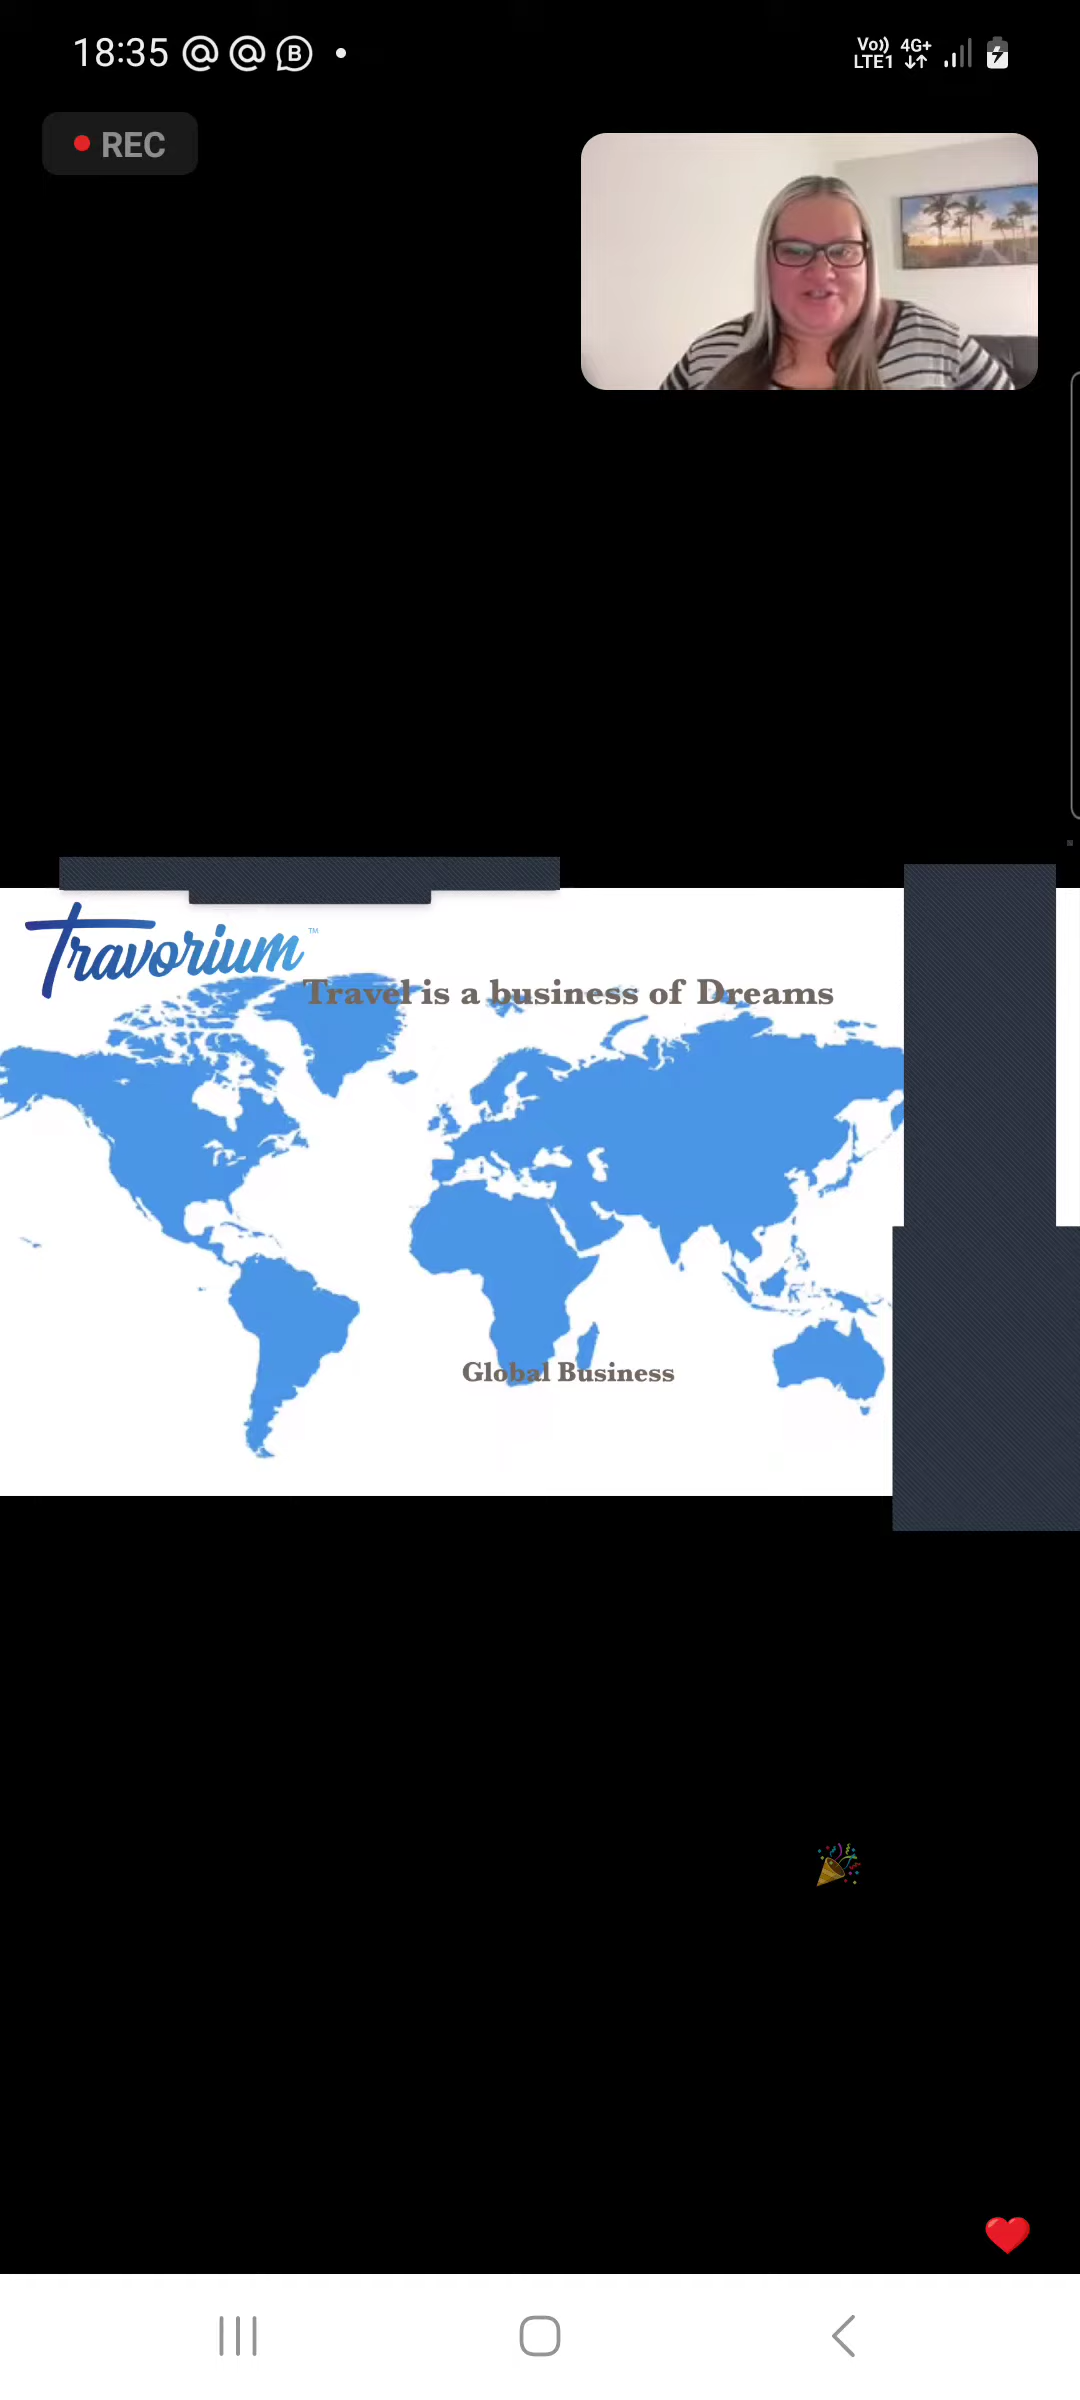 18:35
Vo)) LTE1 4G+
REC
Travorium™
Travel is a business of Dreams
Global Business